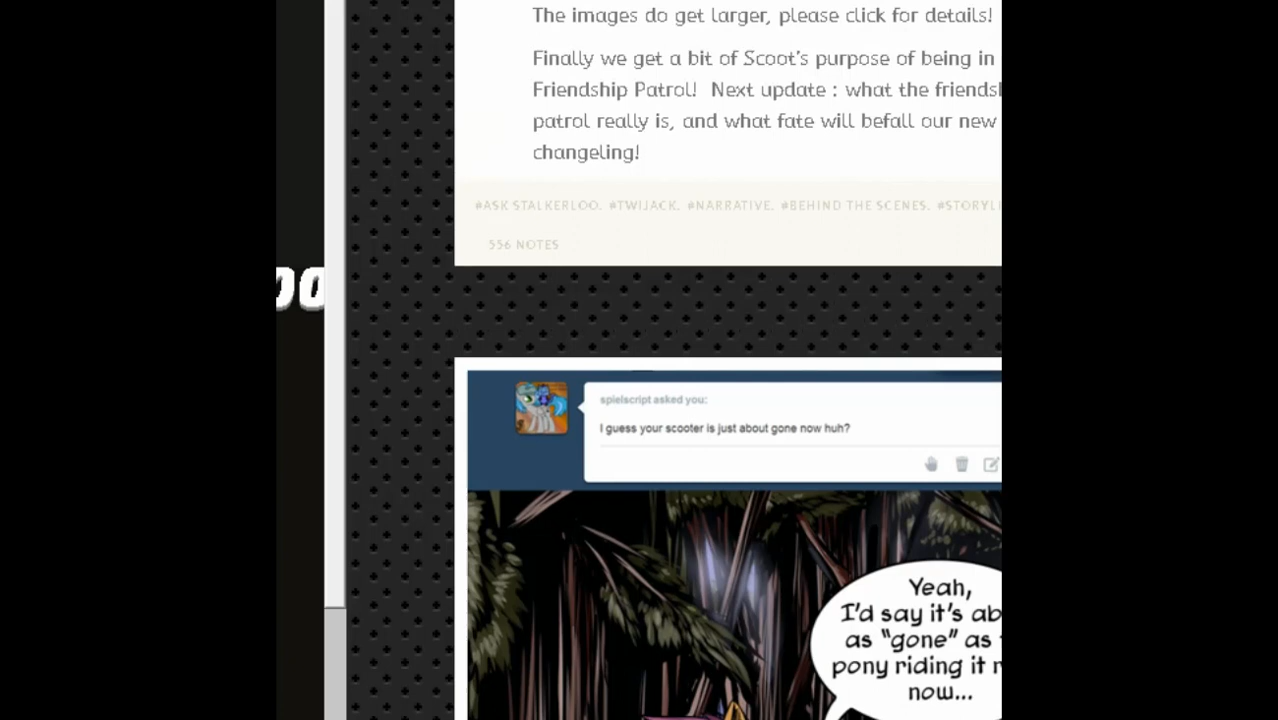 The images do get larger, please click for details!
Finally we get a bit of Scoot's purpose of being in
Friendship Patrol! Next update : what the
patrol really is, and what fate will befall our new
changeling!
#ASK STALKERLOO. #TWIJACK. #NARRATIVE. #BEHIND THE SCENES.
556 NOTES
spielscript asked you:
I guess your scooter is just about gone now huh?
Yeah,
I'd say it's
as "gone" as
pony riding it
now...